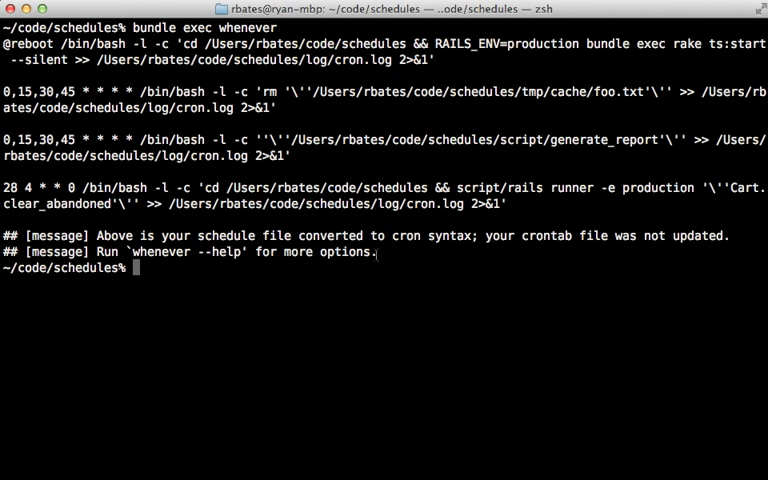 rbates@ryan-mbp: ~/code/schedules — ..ode/schedules — zsh
~/code/schedules% bundle exec whenever
@reboot /bin/bash -l -c 'cd /Users/rbates/code/schedules && RAILS_ENV=production bundle exec rake ts:start
--silent >> /Users/rbates/code/schedules/log/cron.log 2>&1'
0,15,30,45 * * * * /bin/bash -l -c 'rm '\''/Users/rbates/code/schedules/tmp/cache/foo.txt'\'' >> /Users/rb
ates/code/schedules/log/cron.log 2>&1'
0,15,30,45 * * * * /bin/bash -l -c ''\''/Users/rbates/code/schedules/script/generate_report'\'' >> /Users/
rbates/code/schedules/log/cron.log 2>&1'
28 4 * * 0 /bin/bash -l -c 'cd /Users/rbates/code/schedules && script/rails runner -e production '\''Cart.
clear_abandoned'\'' >> /Users/rbates/code/schedules/log/cron.log 2>&1'
## [message] Above is your schedule file converted to cron syntax; your crontab file was not updated.
## [message] Run `whenever --help' for more options.
~/code/schedules%